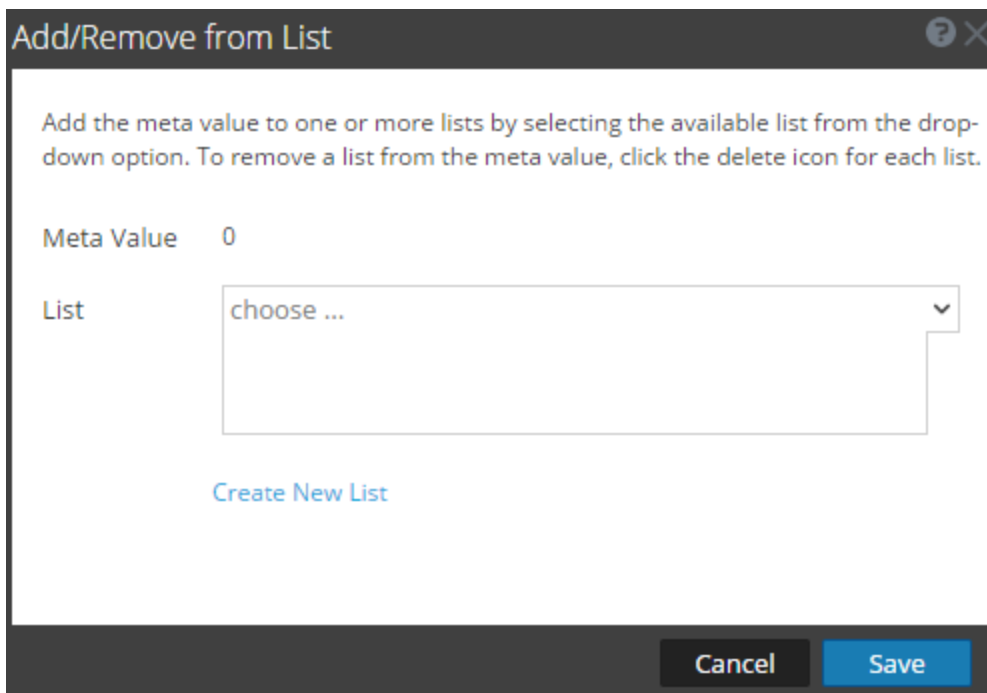 Add/Remove from List
Add the meta value to one or more lists by selecting the available list from the drop-
down option. To remove a list from the meta value, click the delete icon for each list.
Meta Value 0
List choose ...
Create New List
Cancel Save